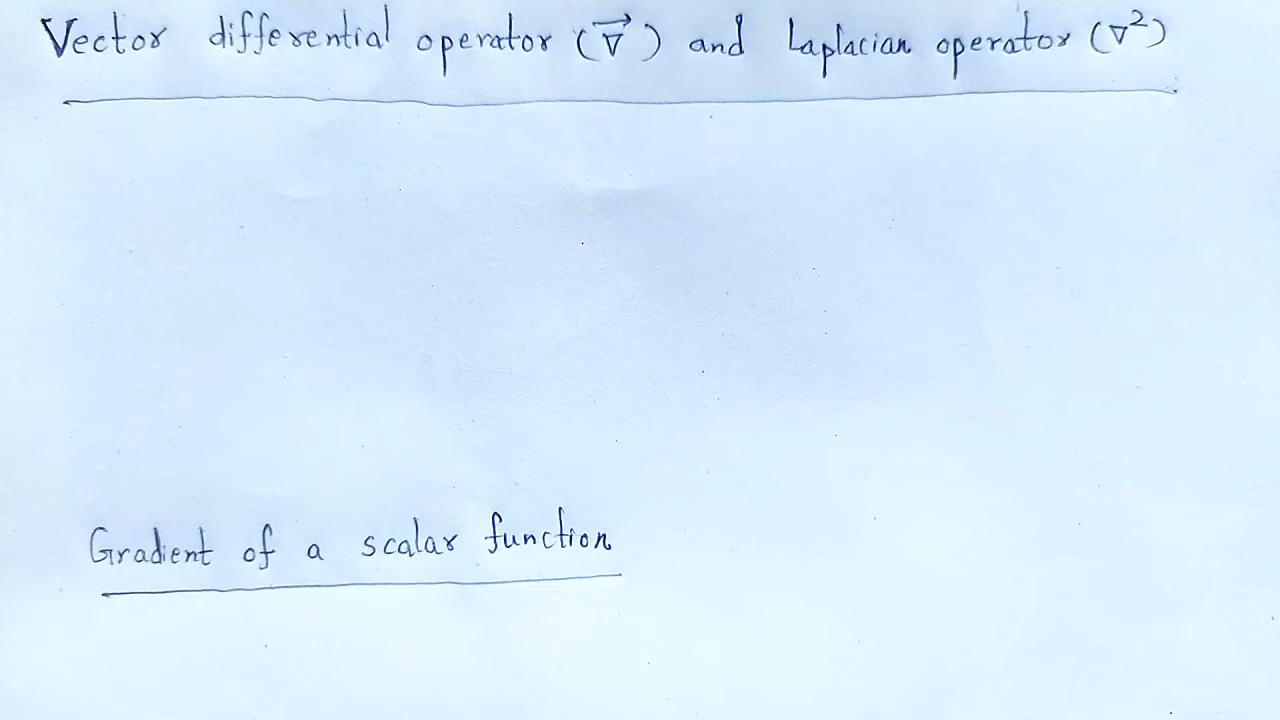 Vector differential operator (∇⃗) and Laplacian operator (∇²)
Gradient of a scalar function